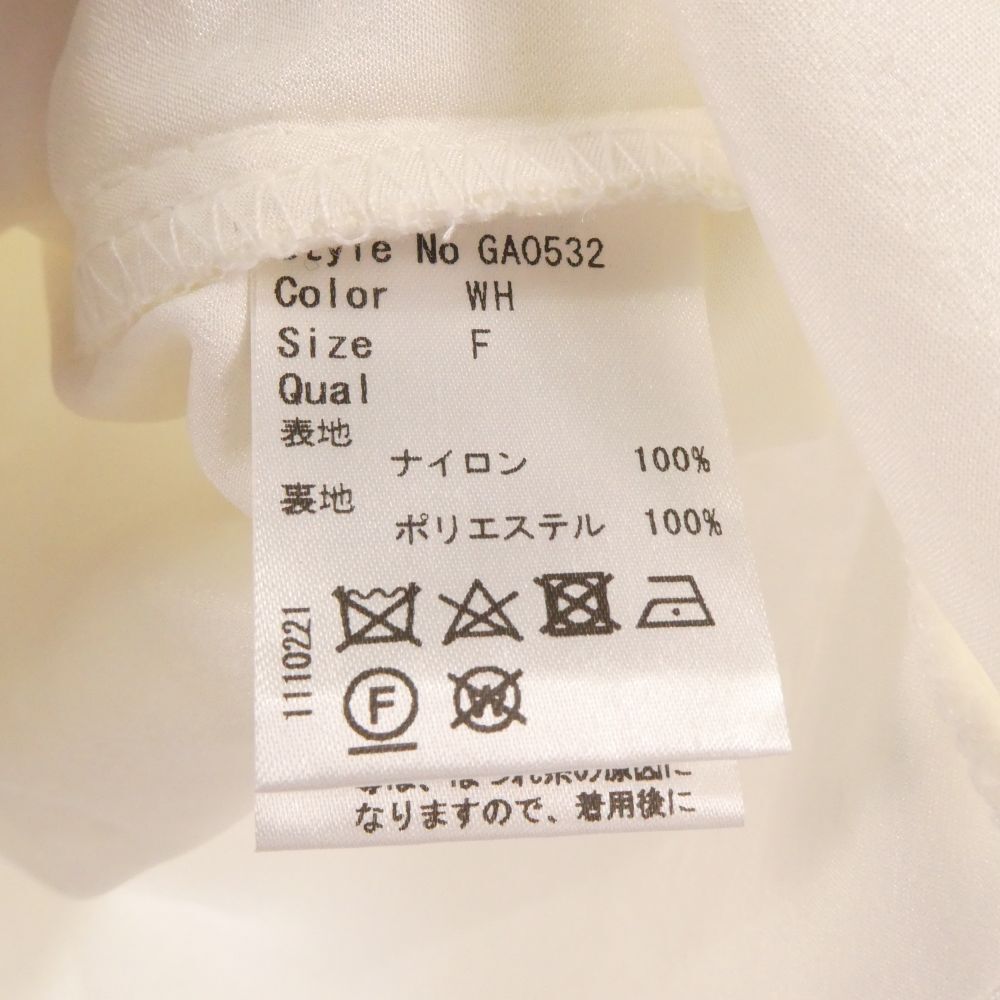 Style No GA0532
Color WH
Size F
Qual
表地
ナイロン 100%
裏地
ポリエステル 100%
1110221
F
W
なりますので、着用後に